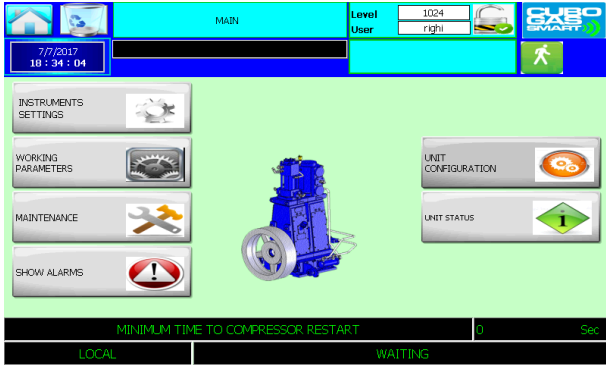 MAIN
Level 1024
User righi
CUBO
GAS
SMART
7/7/2017
18 : 34 : 04
INSTRUMENTS
SETTINGS
WORKING
PARAMETERS
MAINTENANCE
SHOW ALARMS
UNIT
CONFIGURATION
UNIT STATUS
MINIMUM TIME TO COMPRESSOR RESTART 0 Sec
LOCAL WAITING